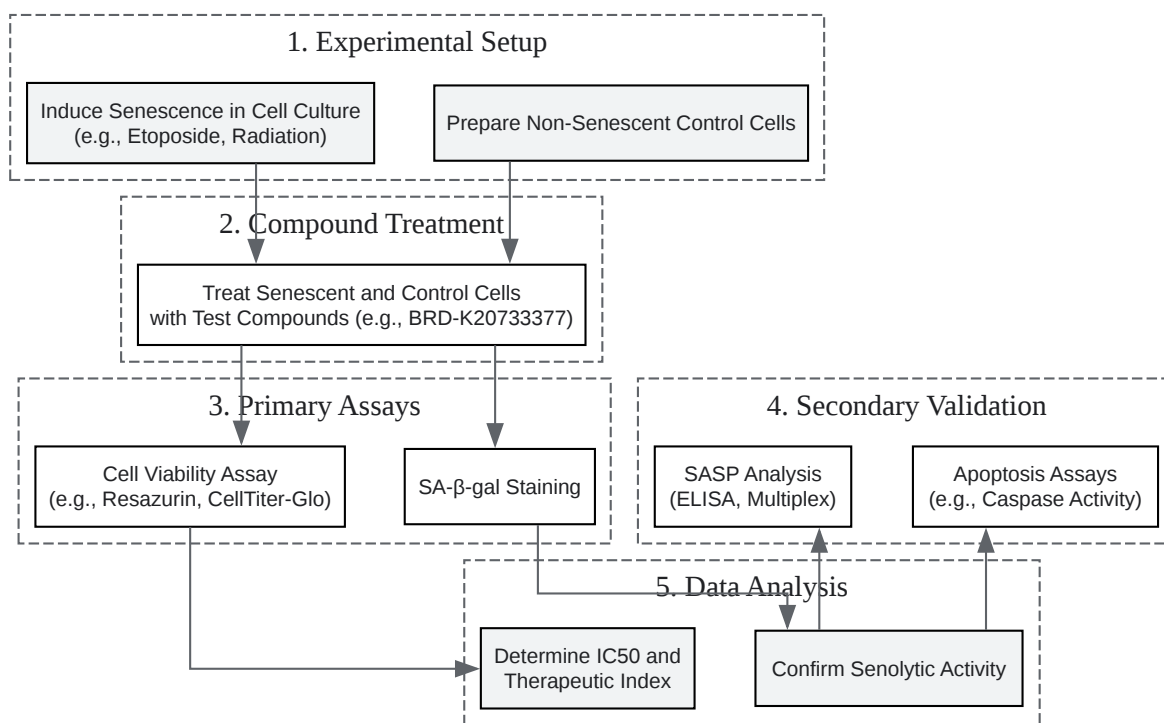 1. Experimental Setup
Induce Senescence in Cell Culture
(e.g., Etoposide, Radiation)
Prepare Non-Senescent Control Cells
2. Compound Treatment
Treat Senescent and Control Cells
with Test Compounds (e.g., BRD-K20733377)
3. Primary Assays
Cell Viability Assay
(e.g., Resazurin, CellTiter-Glo)
SA-β-gal Staining
4. Secondary Validation
SASP Analysis
(ELISA, Multiplex)
Apoptosis Assays
(e.g., Caspase Activity)
5. Data Analysis
Determine IC50 and
Therapeutic Index
Confirm Senolytic Activity